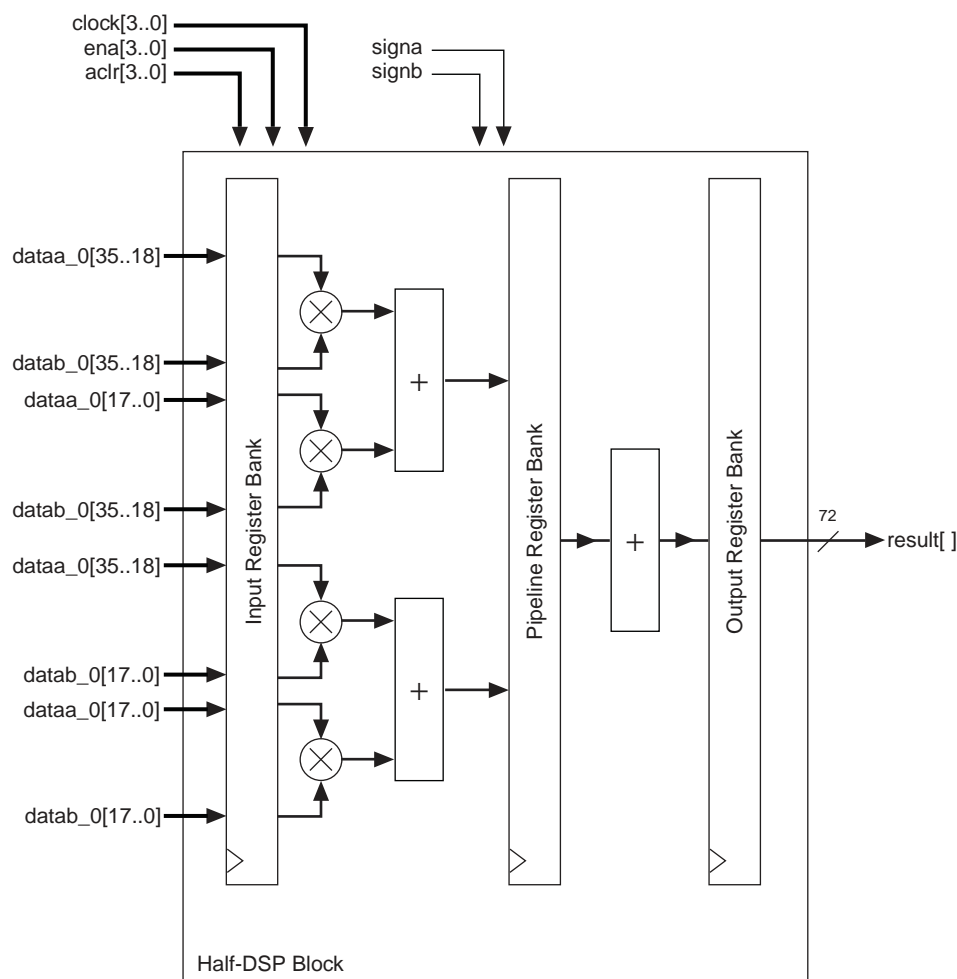 clock[3..0]
ena[3..0]
aclr[3..0]
signa
signb
dataa_0[35..18]
datab_0[35..18]
dataa_0[17..0]
datab_0[35..18]
dataa_0[35..18]
datab_0[17..0]
dataa_0[17..0]
datab_0[17..0]
Input Register Bank
+
+
Pipeline Register Bank
+
Output Register Bank
72
result[ ]
Half-DSP Block